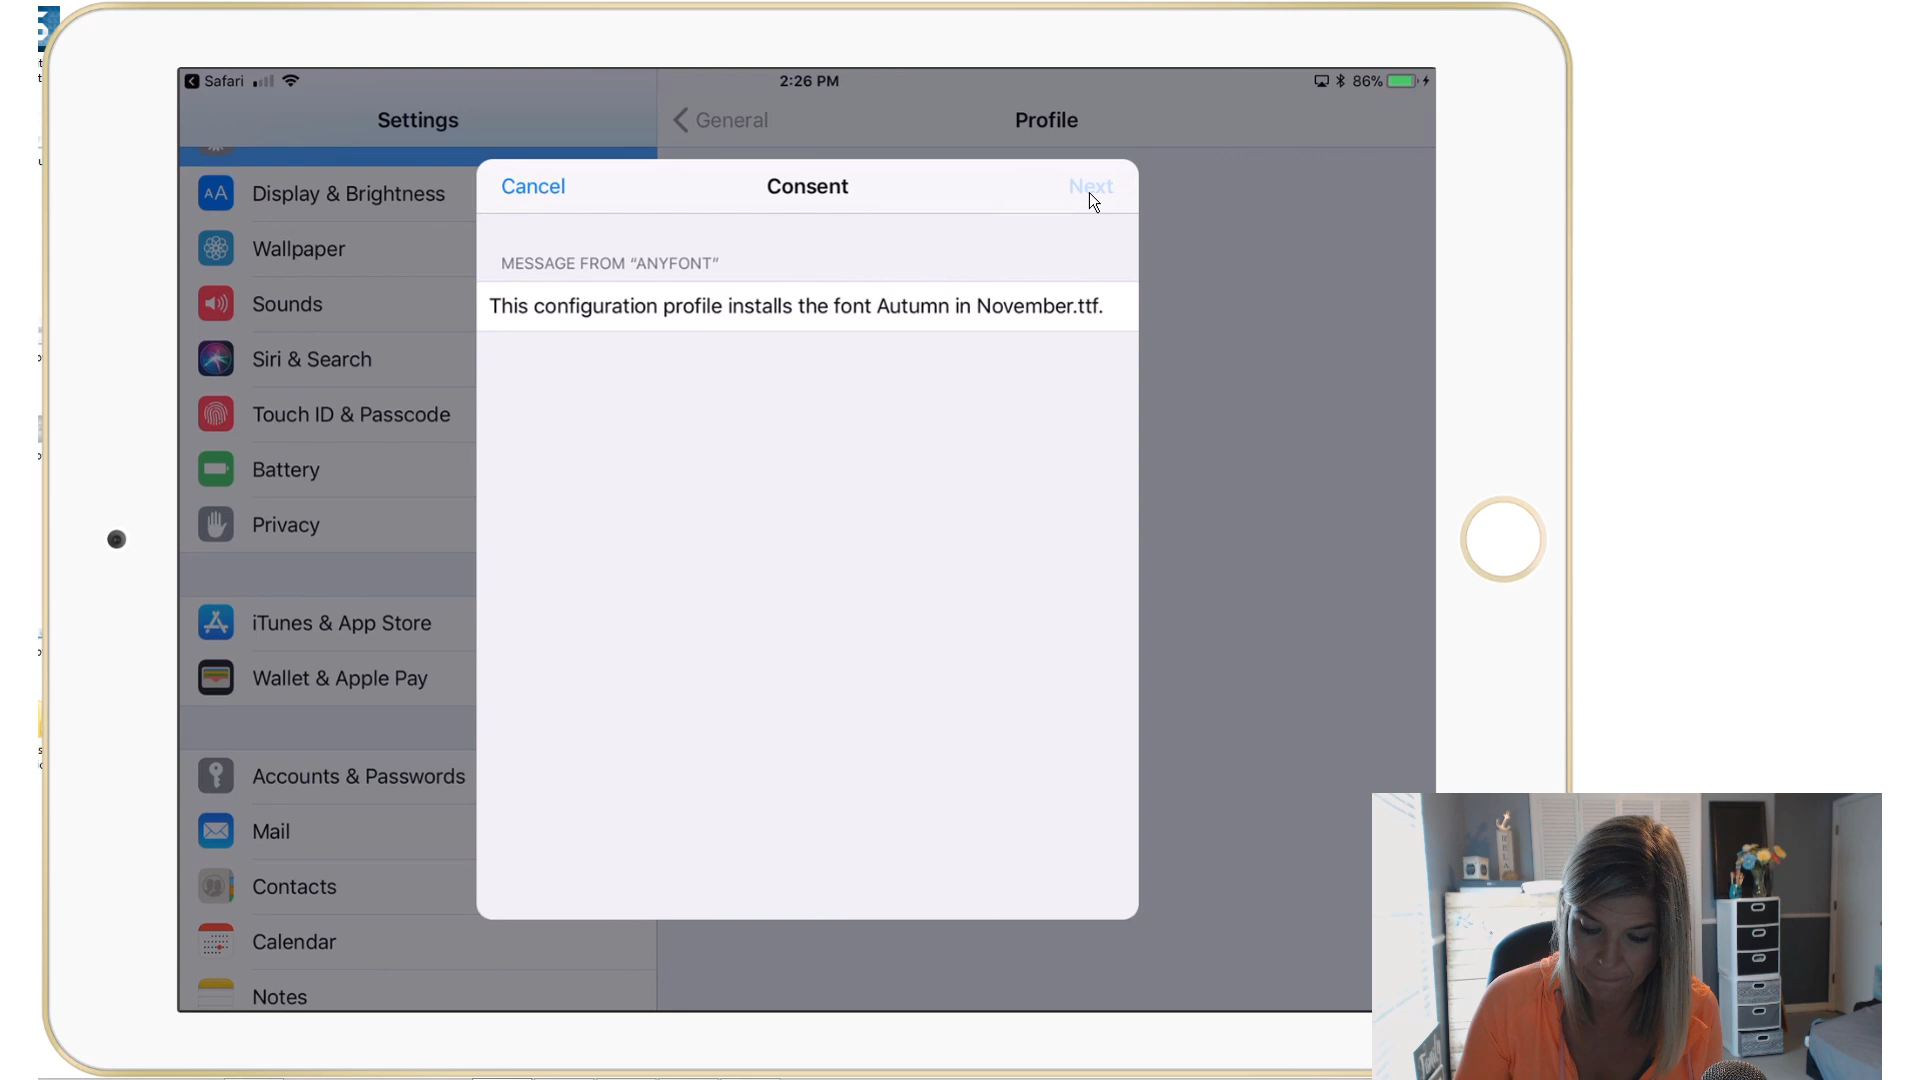 Safari
2:26 PM
86%
Settings
General
Profile
Cancel
Consent
Next
MESSAGE FROM “ANYFONT”
This configuration profile installs the font Autumn in November.ttf.
Display & Brightness
Wallpaper
Sounds
Siri & Search
Touch ID & Passcode
Battery
Privacy
iTunes & App Store
Wallet & Apple Pay
Accounts & Passwords
Mail
Contacts
Calendar
Notes